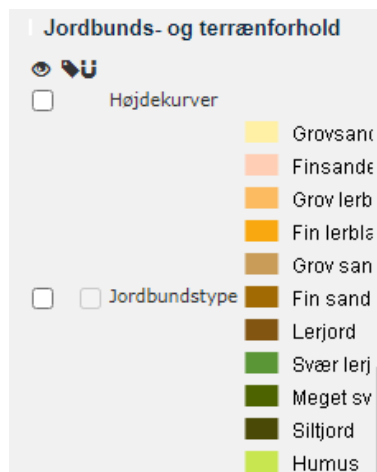 Jordbunds- og terrænforhold
Højdekurver
Grovsand
Finsande
Grov lerb
Fin lerbla
Grov san
Jordbundstype
Fin sand
Lerjord
Svær lerj
Meget sv
Siltjord
Humus